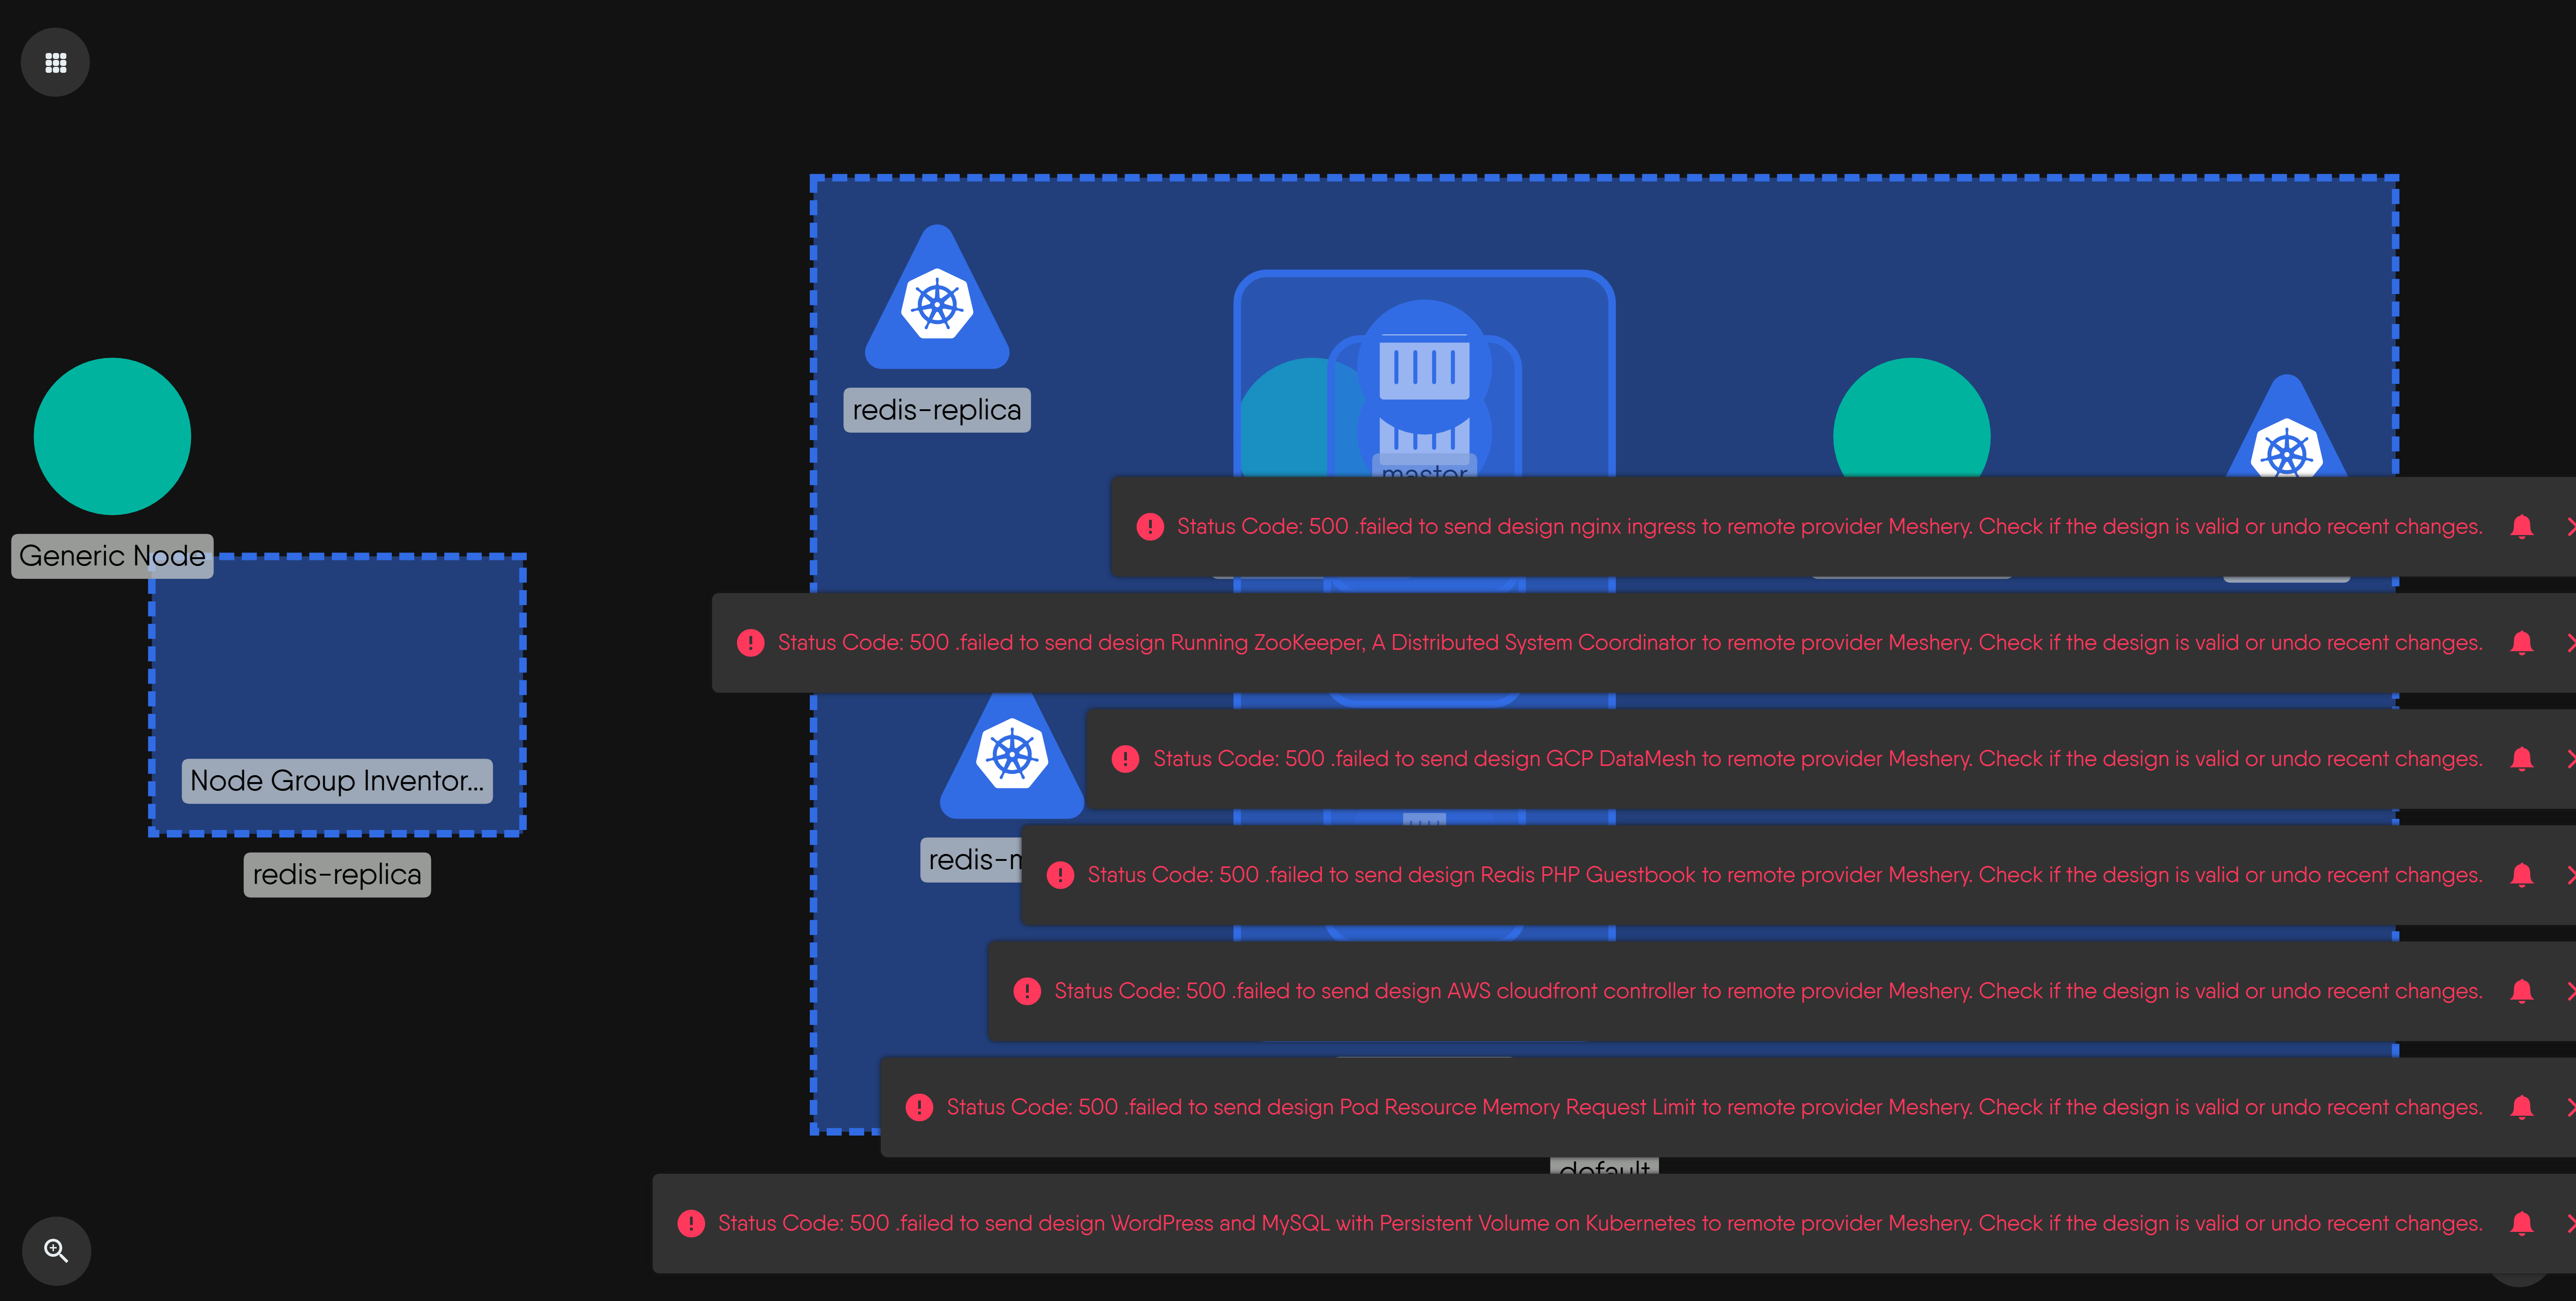 redis-replica
master
Status Code: 500 .failed to send design nginx ingress to remote provider Meshery. Check if the design is valid or undo recent changes.
Generic Node
Status Code: 500 .failed to send design Running ZooKeeper, A Distributed System Coordinator to remote provider Meshery. Check if the design is valid or undo recent changes.
Status Code: 500 .failed to send design GCP DataMesh to remote provider Meshery. Check if the design is valid or undo recent changes.
Node Group Inventor...
redis-m
Status Code: 500 .failed to send design Redis PHP Guestbook to remote provider Meshery. Check if the design is valid or undo recent changes.
redis-replica
Status Code: 500 .failed to send design AWS cloudfront controller to remote provider Meshery. Check if the design is valid or undo recent changes.
Status Code: 500 .failed to send design Pod Resource Memory Request Limit to remote provider Meshery. Check if the design is valid or undo recent changes.
default
Status Code: 500 .failed to send design WordPress and MySQL with Persistent Volume on Kubernetes to remote provider Meshery. Check if the design is valid or undo recent changes.